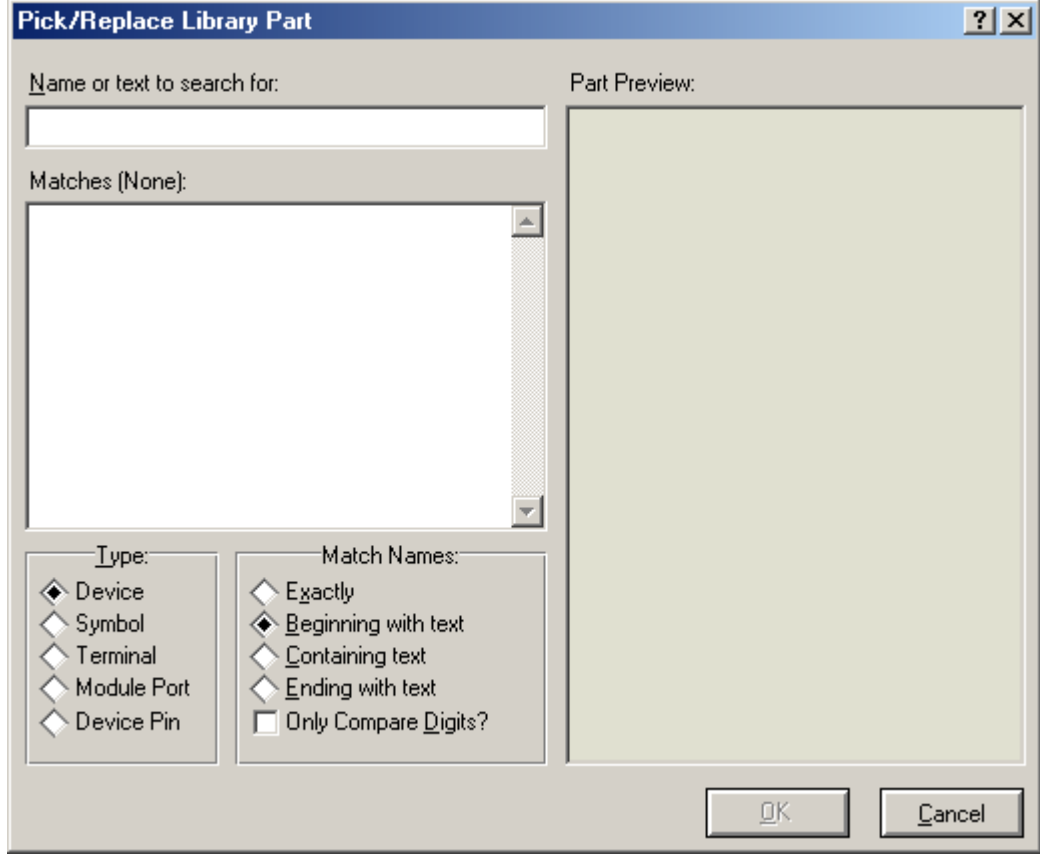 Pick/Replace Library Part
Name or text to search for:
Part Preview:
Matches (None):
Type:
Device
Symbol
Terminal
Module Port
Device Pin
Match Names:
Exactly
Beginning with text
Containing text
Ending with text
Only Compare Digits?
OK
Cancel